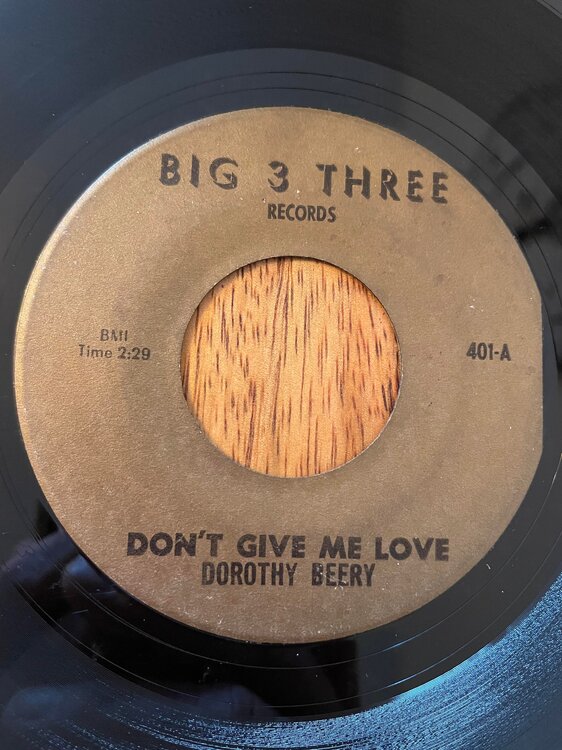 BIG 3 THREE
RECORDS
BMI
Time 2:29
401-A
DON'T GIVE ME LOVE
DOROTHY BEERY